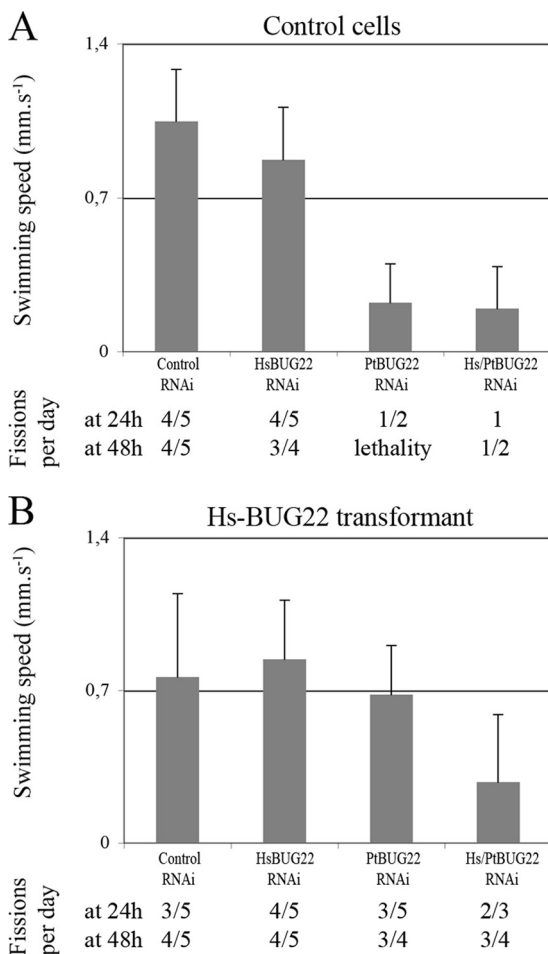 A
Control cells
1,4
Swimming speed (mm.s⁻¹)
0,7
0
Control RNAi
HsBUG22 RNAi
PtBUG22 RNAi
Hs/PtBUG22 RNAi
Fissions per day
at 24h 4/5 4/5 1/2 1
at 48h 4/5 3/4 lethality 1/2
B
Hs-BUG22 transformant
1,4
Swimming speed (mm.s⁻¹)
0,7
0
Control RNAi
HsBUG22 RNAi
PtBUG22 RNAi
Hs/PtBUG22 RNAi
Fissions per day
at 24h 3/5 4/5 3/5 2/3
at 48h 4/5 4/5 3/4 3/4